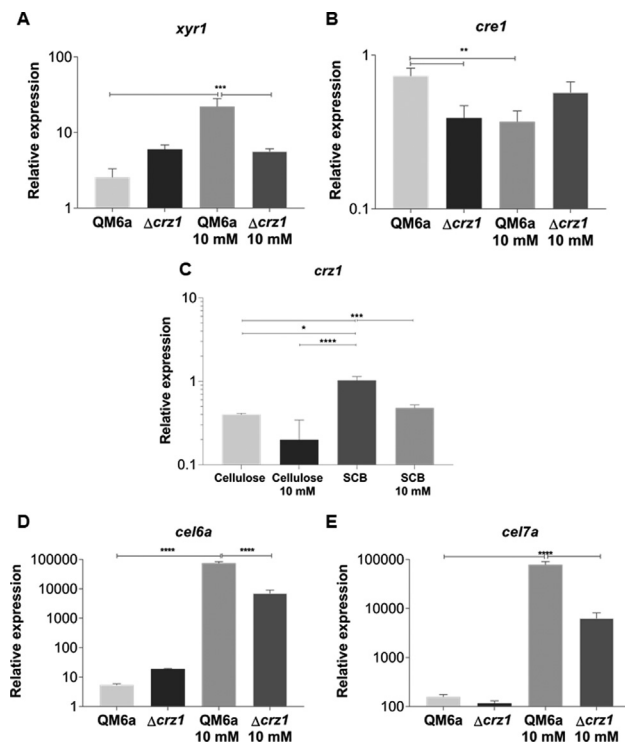 A
xyr1
Relative expression
100
10
1
***
QM6a
Δcrz1
QM6a
10 mM
Δcrz1
10 mM
B
cre1
Relative expression
1
0.1
**
QM6a
Δcrz1
QM6a
10 mM
Δcrz1
10 mM
C
crz1
Relative expression
10
1
0.1
***
*
****
Cellulose
Cellulose
10 mM
SCB
SCB
10 mM
D
cel6a
Relative expression
100000
10000
1000
100
10
1
****
****
QM6a
Δcrz1
QM6a
10 mM
Δcrz1
10 mM
E
cel7a
Relative expression
100000
10000
1000
100
****
QM6a
Δcrz1
QM6a
10 mM
Δcrz1
10 mM